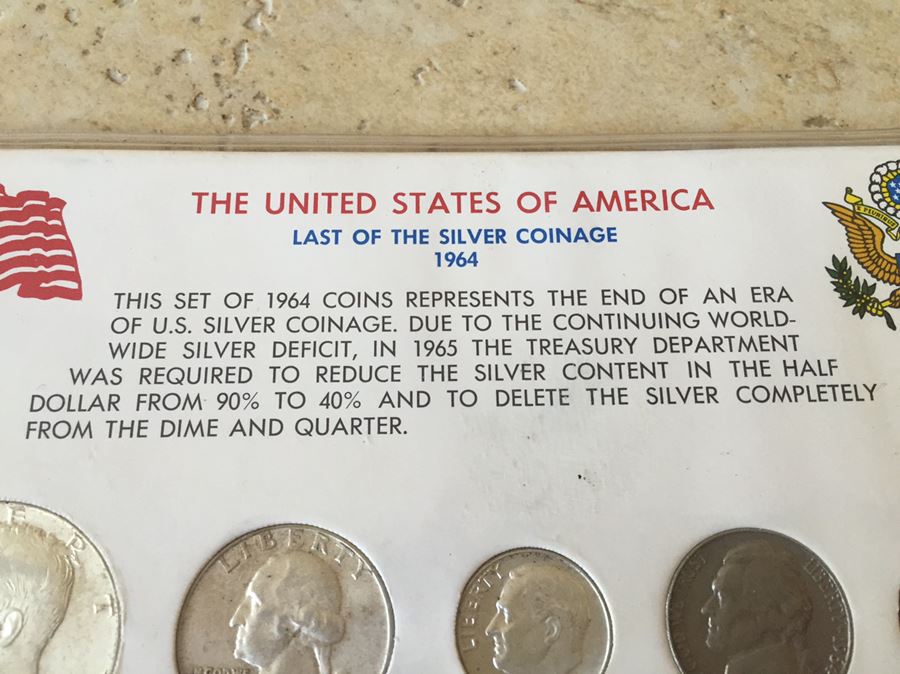 THE UNITED STATES OF AMERICA
LAST OF THE SILVER COINAGE
1964
THIS SET OF 1964 COINS REPRESENTS THE END OF AN ERA
OF U.S. SILVER COINAGE. DUE TO THE CONTINUING WORLD-
WIDE SILVER DEFICIT, IN 1965 THE TREASURY DEPARTMENT
WAS REQUIRED TO REDUCE THE SILVER CONTENT IN THE HALF
DOLLAR FROM 90% TO 40% AND TO DELETE THE SILVER COMPLETELY
FROM THE DIME AND QUARTER.
E PLURIBUS
LIBERTY
LIBERTY
LIBERTY